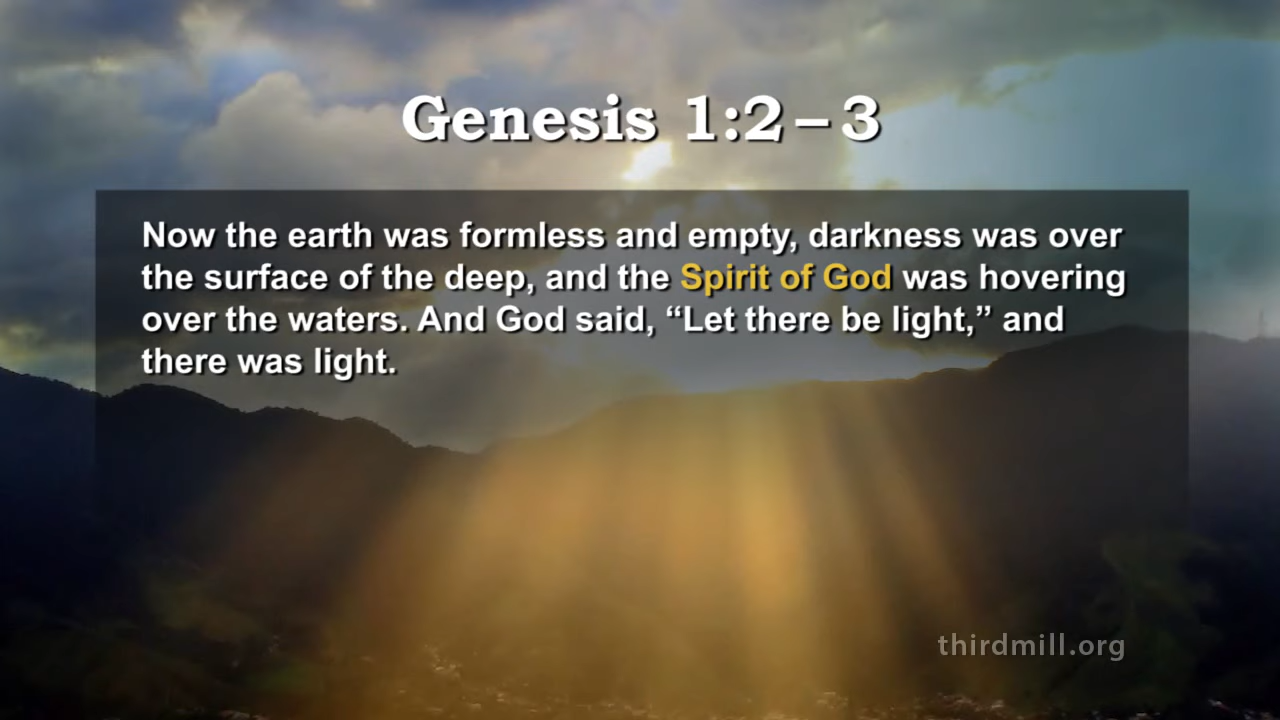 Genesis 1:2–3
Now the earth was formless and empty, darkness was over
the surface of the deep, and the Spirit of God was hovering
over the waters. And God said, “Let there be light,” and
there was light.
thirdmill.org